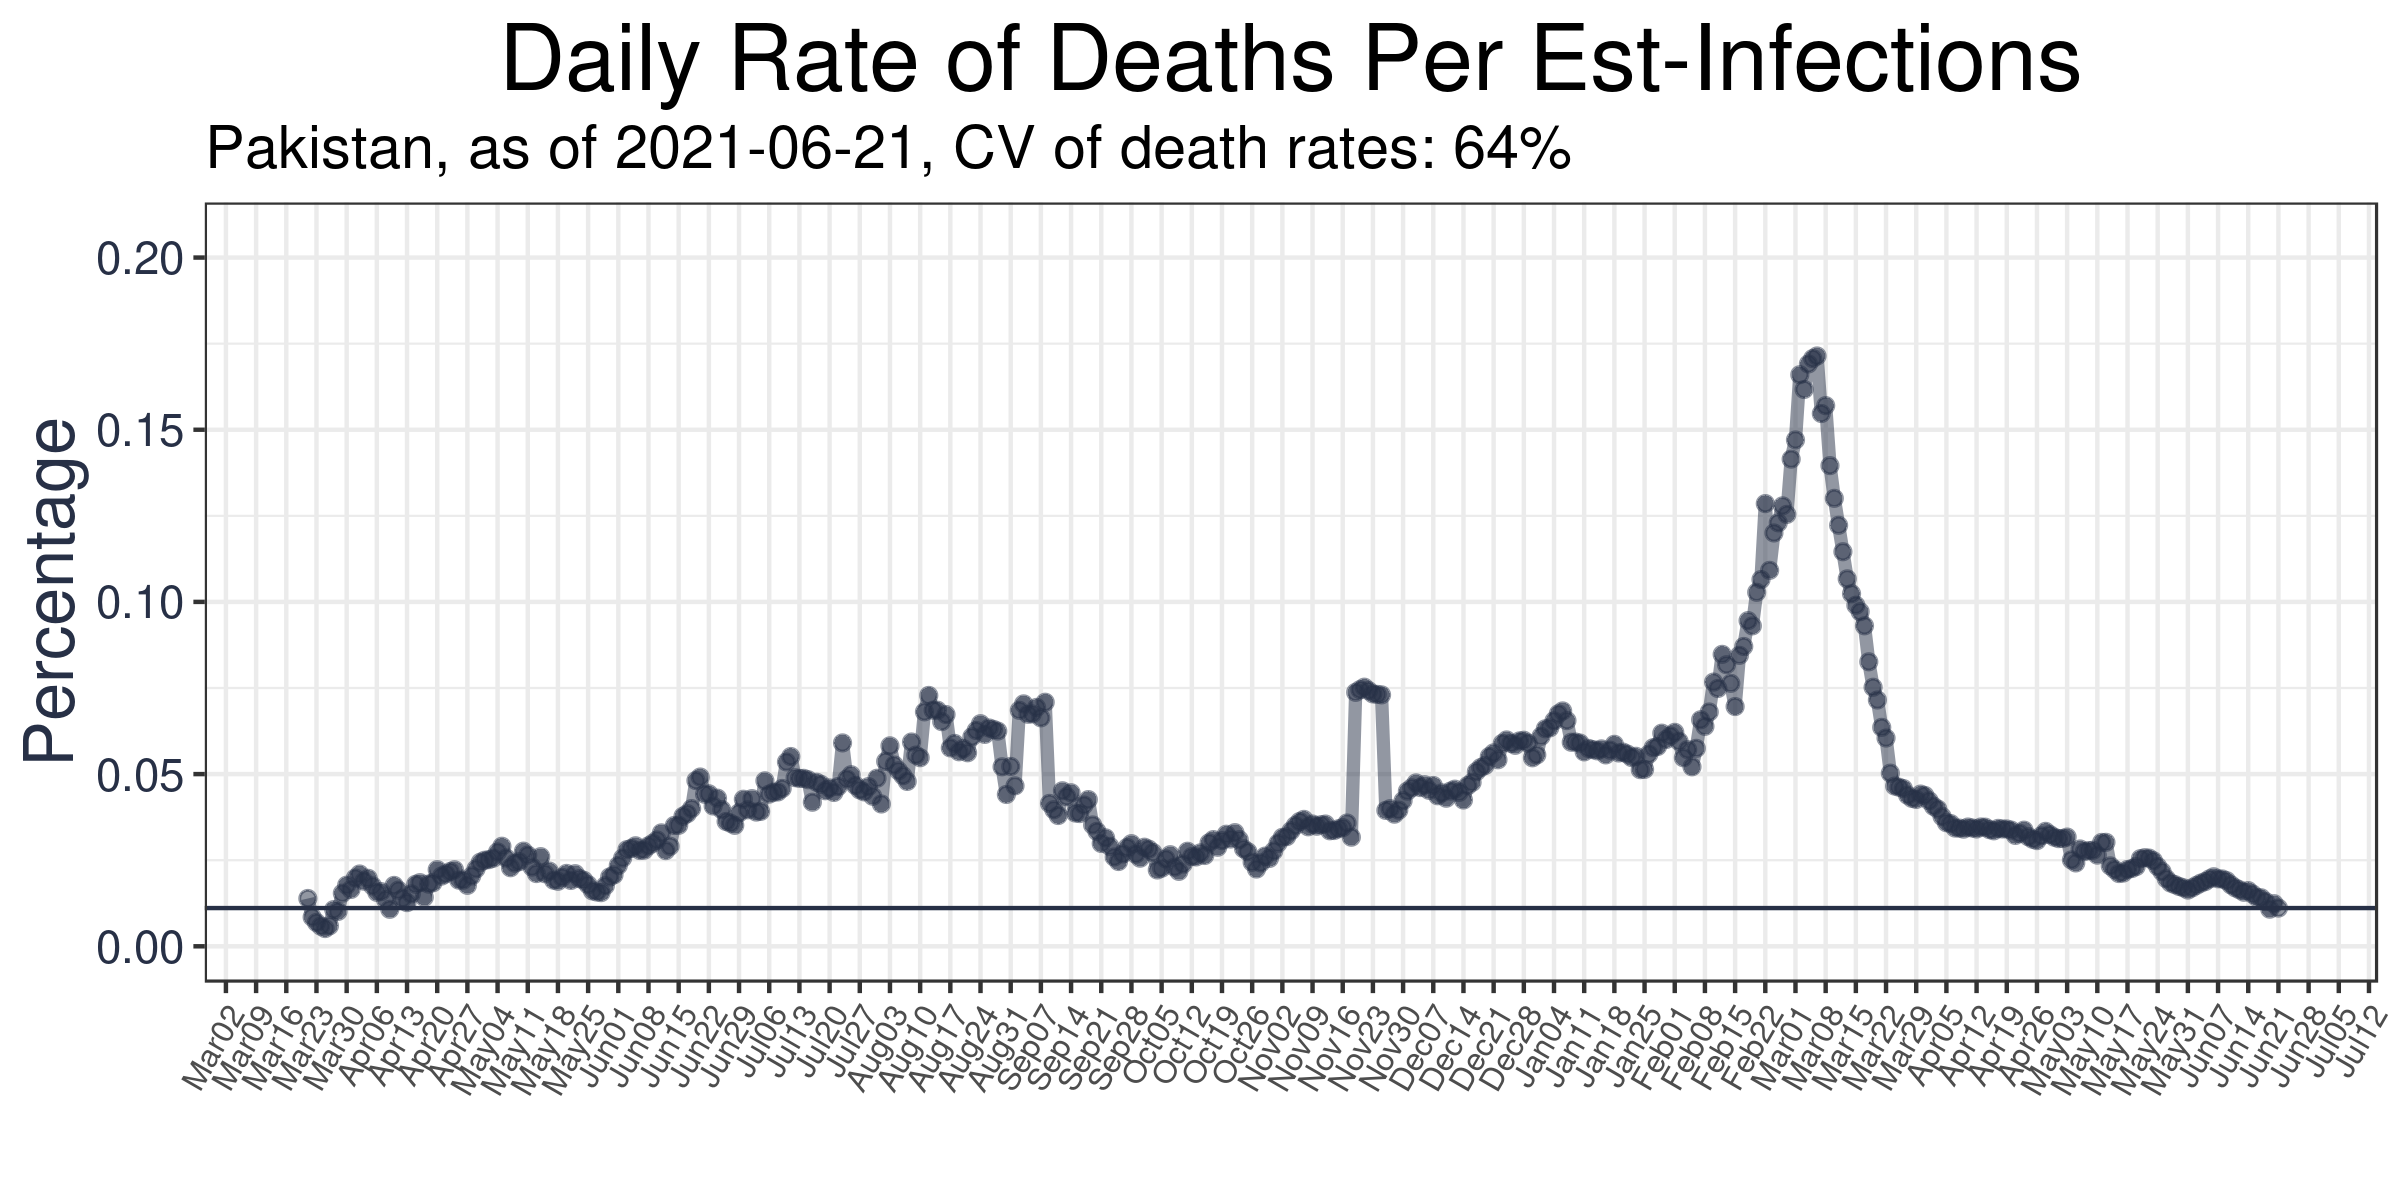 Daily Rate of Deaths Per Est-Infections
Pakistan, as of 2021-06-21, CV of death rates: 64%
Percentage
0.20
0.15
0.10
0.05
0.00
Mar02
Mar09
Mar16
Mar23
Mar30
Apr06
Apr13
Apr20
Apr27
May04
May11
May18
May25
Jun01
Jun08
Jun15
Jun22
Jun29
Jul06
Jul13
Jul20
Jul27
Aug03
Aug10
Aug17
Aug24
Aug31
Sep07
Sep14
Sep21
Sep28
Oct05
Oct12
Oct19
Oct26
Nov02
Nov09
Nov16
Nov23
Nov30
Dec07
Dec14
Dec21
Dec28
Jan04
Jan11
Jan18
Jan25
Feb01
Feb08
Feb15
Feb22
Mar01
Mar08
Mar15
Mar22
Mar29
Apr05
Apr12
Apr19
Apr26
May03
May10
May17
May24
May31
Jun07
Jun14
Jun21
Jun28
Jul05
Jul12